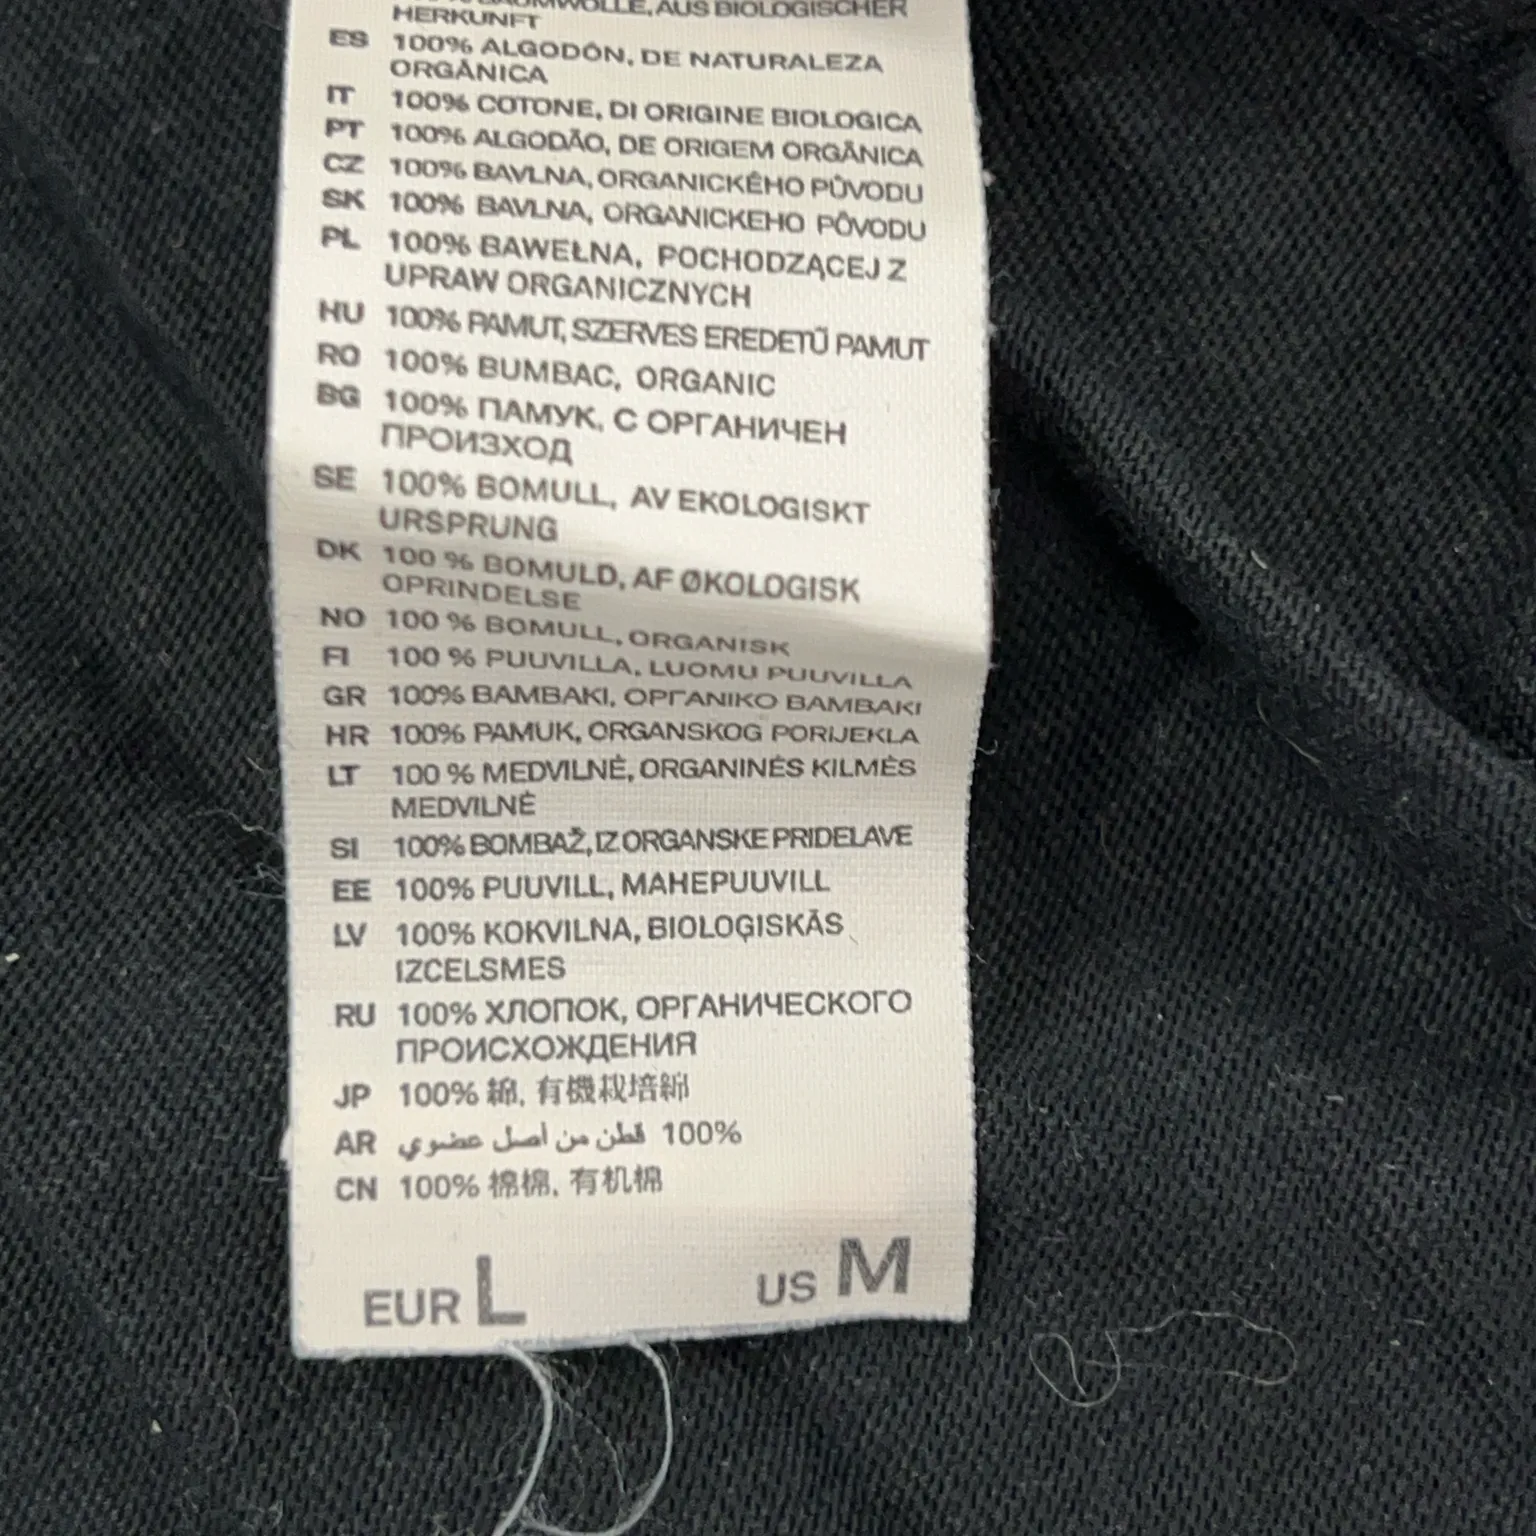 BAUMWOLLE, AUS BIOLOGISCHER
HERKUNFT
ES 100% ALGODÓN, DE NATURALEZA
ORGÁNICA
IT 100% COTONE, DI ORIGINE BIOLOGICA
PT 100% ALGODÃO, DE ORIGEM ORGÂNICA
CZ 100% BAVLNA, ORGANICKÉHO PŮVODU
SK 100% BAVLNA, ORGANICKEHO PÔVODU
PL 100% BAWEŁNA, POCHODZĄCEJ Z
UPRAW ORGANICZNYCH
HU 100% PAMUT, SZERVES EREDETŰ PAMUT
RO 100% BUMBAC, ORGANIC
BG 100% ПАМУК, С ОРГАНИЧЕН
ПРОИЗХОД
SE 100% BOMULL, AV EKOLOGISKT
URSPRUNG
DK 100 % BOMULD, AF ØKOLOGISK
OPRINDELSE
NO 100 % BOMULL, ORGANISK
FI 100 % PUUVILLA, LUOMU PUUVILLA
GR 100% ΒΑΜΒΑΚΙ, ΟΡΓΑΝΙΚΟ ΒΑΜΒΑΚΙ
HR 100% PAMUK, ORGANSKOG PORIJEKLA
LT 100 % MEDVILNĖ, ORGANINĖS KILMĖS
MEDVILNĖ
SI 100% BOMBAŽ, IZ ORGANSKE PRIDELAVE
EE 100% PUUVILL, MAHEPUUVILL
LV 100% KOKVILNA, BIOLOĢISKĀS
IZCELSMES
RU 100% ХЛОПОК, ОРГАНИЧЕСКОГО
ПРОИСХОЖДЕНИЯ
JP 100% 綿, 有機栽培綿
AR 100% قطن من أصل عضوي
CN 100% 棉棉, 有机棉
EUR L US M